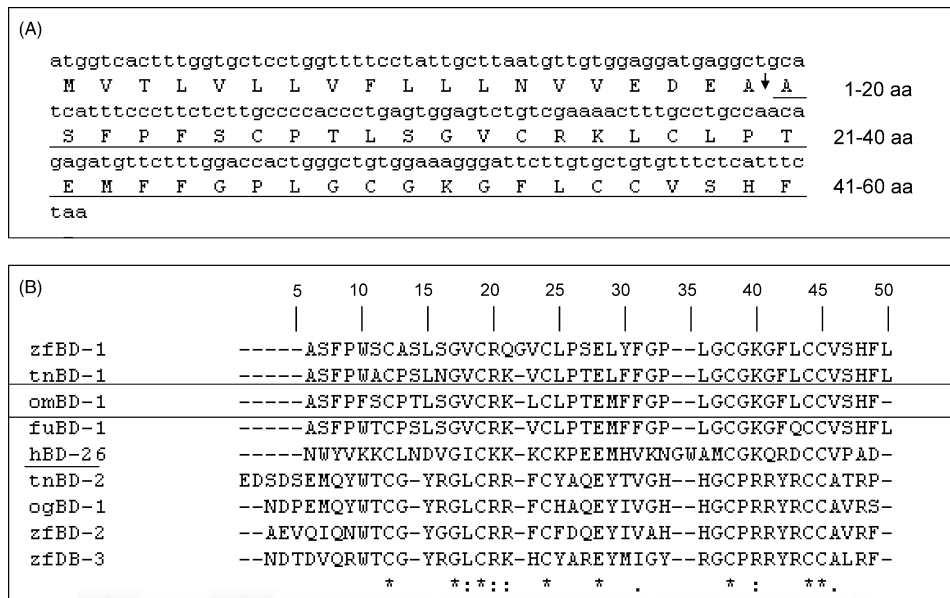 (A)
atggtcactttggtgctcctggttttcctattgcttaatgttgtggaggatgaggctgca
M V T L V L L V F L L L N V V E D E A A 1-20 aa
tcatttcccttctcttgccccaccctgagtggagtctgtcgaaaactttgcctgccaaca
S F P F S C P T L S G V C R K L C L P T 21-40 aa
gagatgttctttggaccactgggctgtggaaagggattcttgtgctgtgtttctcatttc
E M F F G P L G C G K G F L C C V S H F 41-60 aa
taa
(B)
5 10 15 20 25 30 35 40 45 50
zfBD-1 -----ASFPWSCASLSGVCRQGVCLPSELYFGP--LGCGKGFLCCVSHFL
tnBD-1 -----ASFPWACPSLNGVCRK-VCLPTELFFGP--LGCGKGFLCCVSHFL
omBD-1 -----ASFPFSCPTLSGVCRK-LCLPTEMFFGP--LGCGKGFLCCVSHF-
fuBD-1 -----ASFPWTCPSLSGVCRK-VCLPTEMFFGP--LGCGKGFQCCVSHFL
hBD-26 -----NWYVKKCLNDVGICKK-KCKPEEMHVKNGWAMCGKQRDCCVPAD-
tnBD-2 EDSDSEMQYWTCG-YRGLCRR-FCYAQEYTVGH--HGCPRRYRCCATRP-
ogBD-1 --NDPEMQYWTCG-YRGLCRR-FCHAQEYIVGH--HGCPRRYRCCAVRS-
zfBD-2 --AEVQIQNWTCG-YGGLCRR-FCFDQEYIVAH--HGCPRRYRCCAVRF-
zfDB-3 --NDTDVQRWTCG-YRGLCRK-HCYAREYMIGY--RGCPRRYRCCALRF-
* *:*:: * * . * : **.